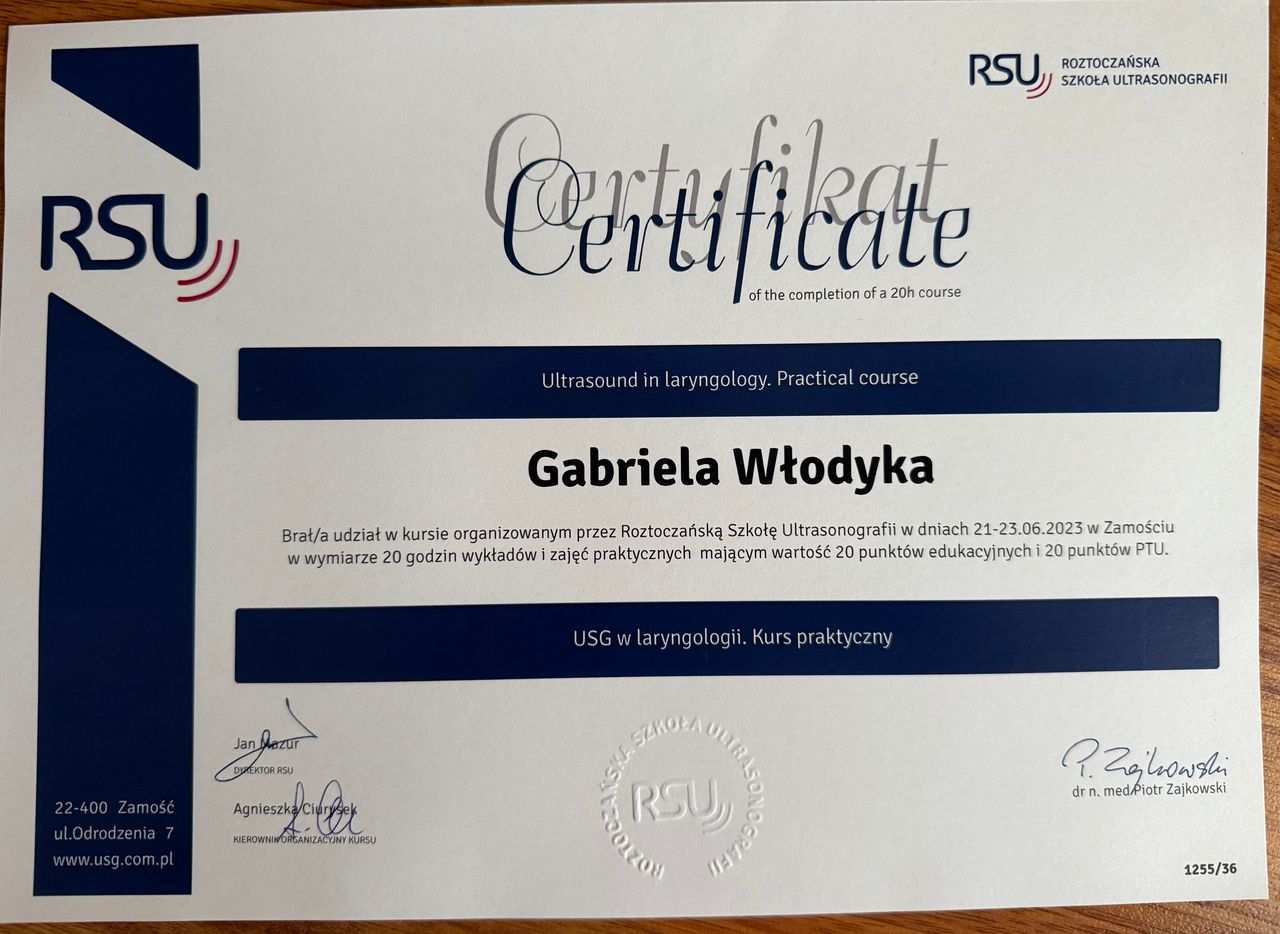 RSU
ROZTOCZAŃSKA
SZKOŁA ULTRASONOGRAFII
Certyfikat
Certificate
of the completion of a 20h course
RSU
Ultrasound in laryngology. Practical course
Gabriela Włodyka
Brał/a udział w kursie organizowanym przez Roztoczańską Szkołę Ultrasonografii w dniach 21-23.06.2023 w Zamościu
w wymiarze 20 godzin wykładów i zajęć praktycznych mającym wartość 20 punktów edukacyjnych i 20 punktów PTU.
USG w laryngologii. Kurs praktyczny
Jan Mazur
DYREKTOR RSU
Agnieszka Ciurysek
KIEROWNIK ORGANIZACYJNY KURSU
ROZTOCZAŃSKA SZKOŁA ULTRASONOGRAFII
RSU
P. Zajkowski
dr n. med Piotr Zajkowski
22-400 Zamość
ul.Odrodzenia 7
www.usg.com.pl
1255/36